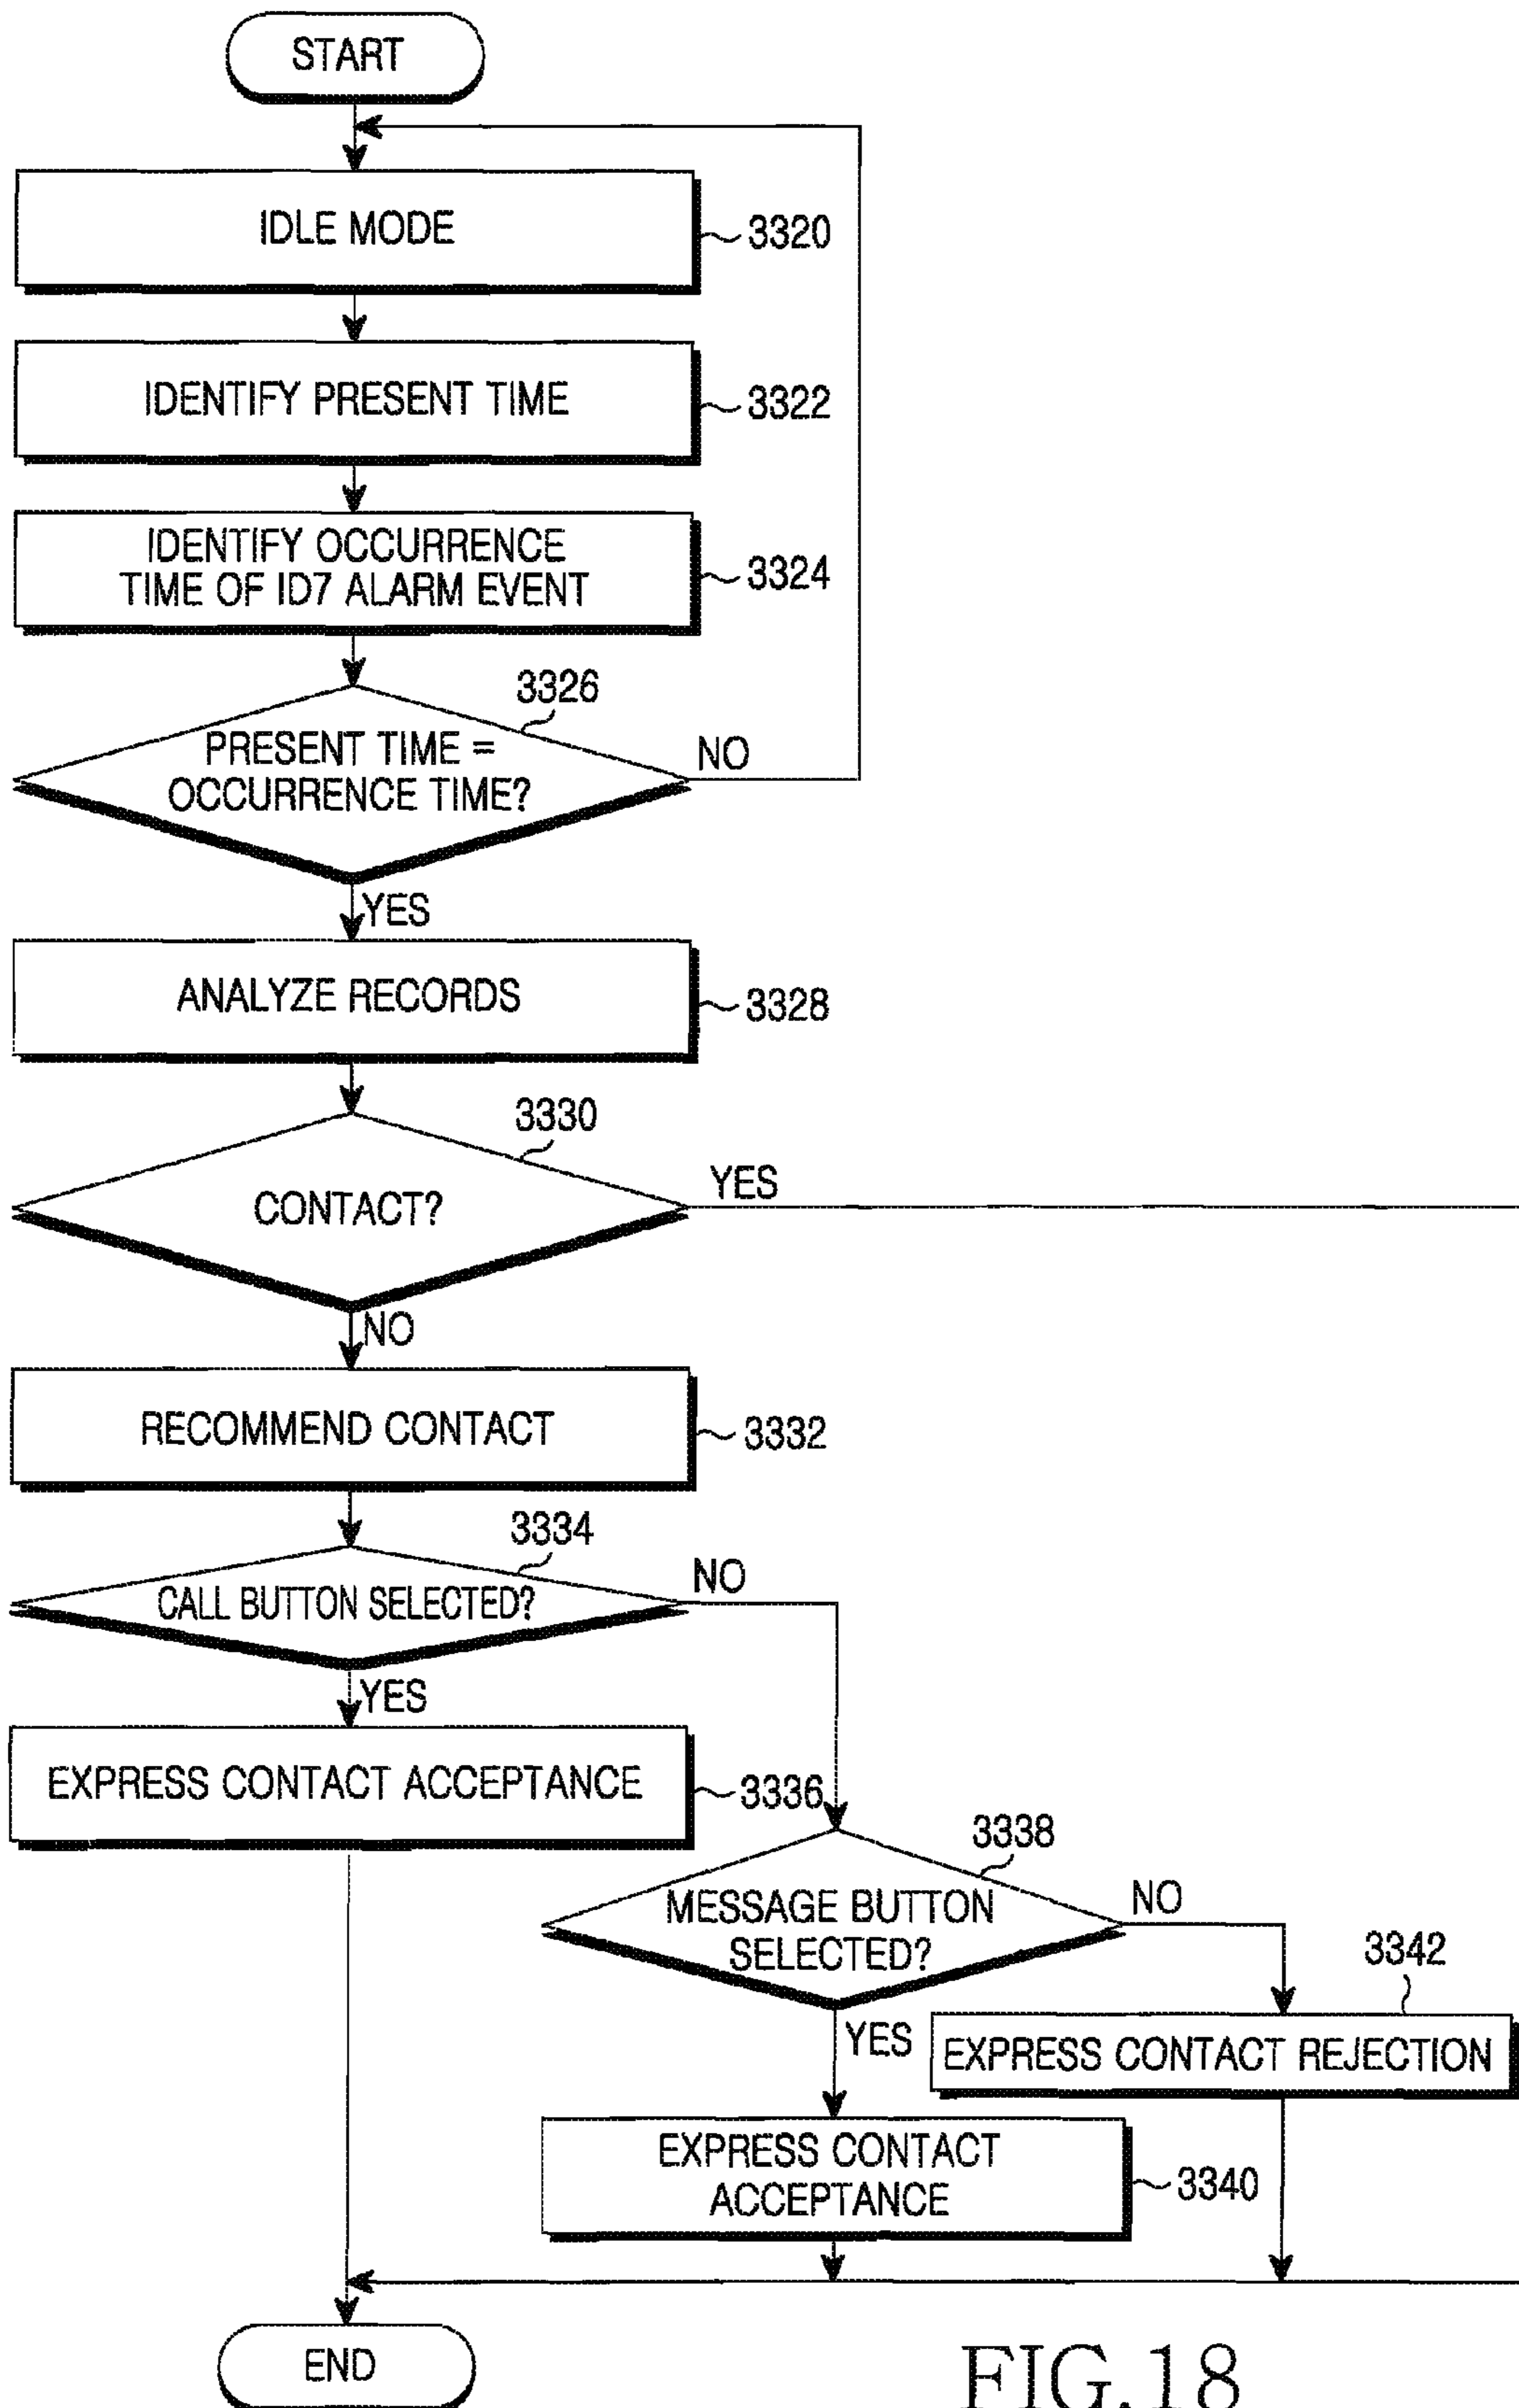 START
IDLE MODE
3320
IDENTIFY PRESENT TIME
3322
IDENTIFY OCCURRENCE
TIME OF ID7 ALARM EVENT
3324
3326
PRESENT TIME =
OCCURRENCE TIME?
NO
YES
ANALYZE RECORDS
3328
3330
CONTACT?
YES
NO
RECOMMEND CONTACT
3332
3334
CALL BUTTON SELECTED?
NO
YES
EXPRESS CONTACT ACCEPTANCE
3336
3338
MESSAGE BUTTON
SELECTED?
NO
3342
YES
EXPRESS CONTACT REJECTION
EXPRESS CONTACT
ACCEPTANCE
3340
END
FIG.18